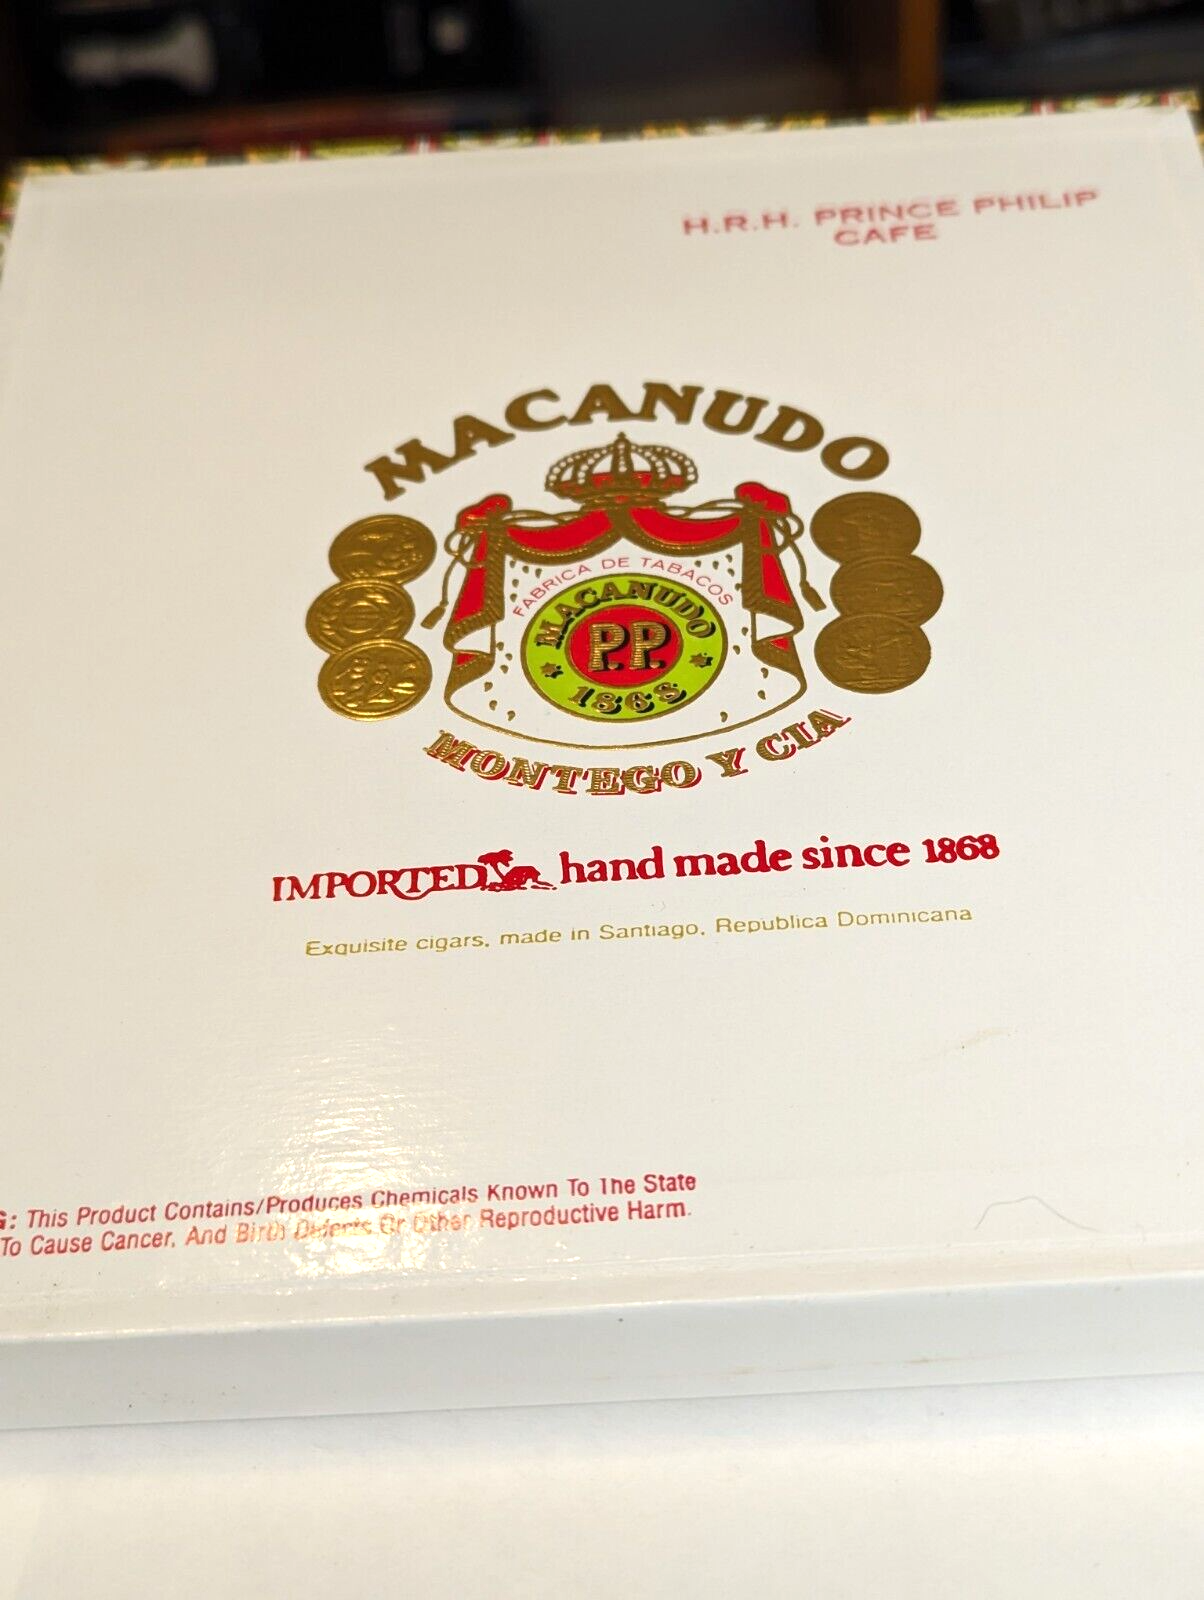 H.R.H. PRINCE PHILIP
CAFE
MACANUDO
FABRICA DE TABACOS
MACANUDO
P.P.
1868
MONTEGO Y CIA
IMPORTED hand made since 1868
Exquisite cigars, made in Santiago, Republica Dominicana
G: This Product Contains/Produces Chemicals Known To The State
To Cause Cancer, And Birth Defects Or Other Reproductive Harm.